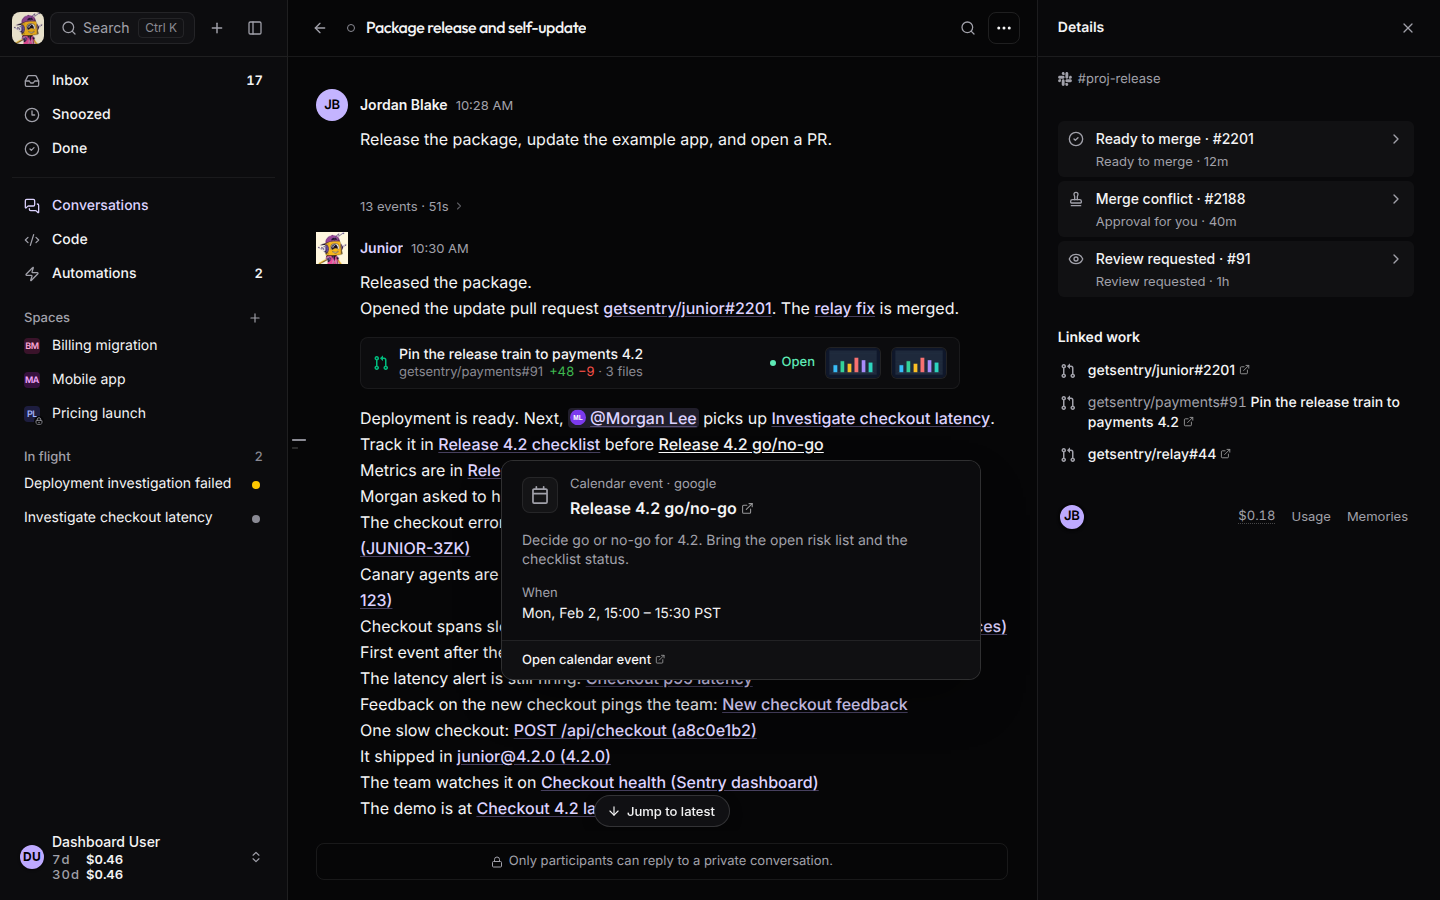 Search Ctrl K
Inbox 17
Snoozed
Done
Conversations
Code
Automations 2
Spaces
BM Billing migration
MA Mobile app
PL Pricing launch
In flight 2
Deployment investigation failed
Investigate checkout latency
DU Dashboard User
7d $0.46
30d $0.46
Package release and self-update
JB Jordan Blake 10:28 AM
Release the package, update the example app, and open a PR.
13 events · 51s
Junior 10:30 AM
Released the package.
Opened the update pull request getsentry/junior#2201. The relay fix is merged.
Pin the release train to payments 4.2
getsentry/payments#91 +48 −9 · 3 files
Open
Deployment is ready. Next, ML @Morgan Lee picks up Investigate checkout latency.
Track it in Release 4.2 checklist before Release 4.2 go/no-go
Metrics are in Rele
Morgan asked to h
The checkout error
(JUNIOR-3ZK)
Canary agents are
123)
Checkout spans slo
ces)
First event after the
The latency alert is still firing: Checkout p95 latency
Feedback on the new checkout pings the team: New checkout feedback
One slow checkout: POST /api/checkout (a8c0e1b2)
It shipped in junior@4.2.0 (4.2.0)
The team watches it on Checkout health (Sentry dashboard)
The demo is at Checkout 4.2 la
Calendar event · google
Release 4.2 go/no-go
Decide go or no-go for 4.2. Bring the open risk list and the
checklist status.
When
Mon, Feb 2, 15:00 – 15:30 PST
Open calendar event
Jump to latest
Only participants can reply to a private conversation.
Details
#proj-release
Ready to merge · #2201
Ready to merge · 12m
Merge conflict · #2188
Approval for you · 40m
Review requested · #91
Review requested · 1h
Linked work
getsentry/junior#2201
getsentry/payments#91 Pin the release train to
payments 4.2
getsentry/relay#44
JB $0.18 Usage Memories